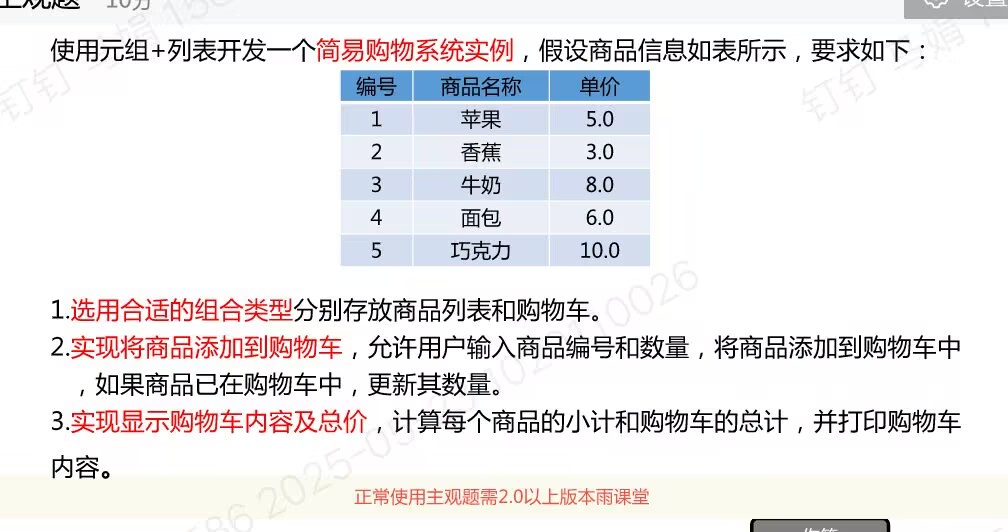 主观题 10分
设置
使用元组+列表开发一个简易购物系统实例，假设商品信息如表所示，要求如下：
编号 商品名称 单价
1 苹果 5.0
2 香蕉 3.0
3 牛奶 8.0
4 面包 6.0
5 巧克力 10.0
1.选用合适的组合类型分别存放商品列表和购物车。
2.实现将商品添加到购物车，允许用户输入商品编号和数量，将商品添加到购物车中
，如果商品已在购物车中，更新其数量。
3.实现显示购物车内容及总价，计算每个商品的小计和购物车的总计，并打印购物车
内容。
正常使用主观题需2.0以上版本雨课堂